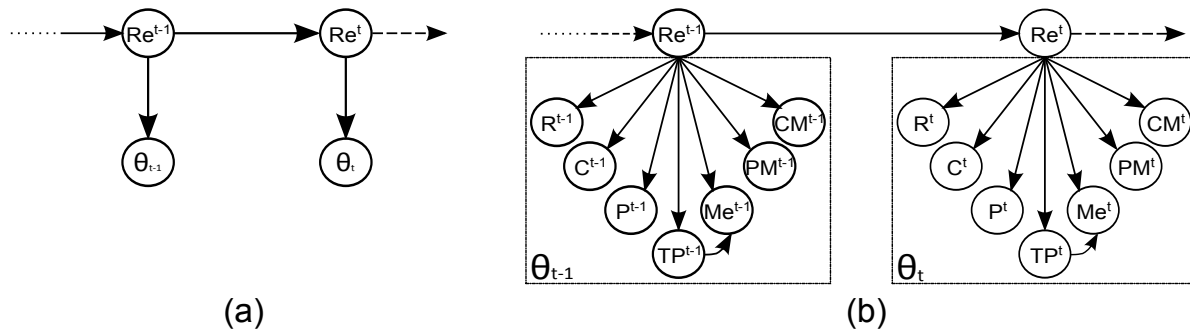 Re^t-1 Re^t
θ_t-1 θ_t
(a)
Re^t-1 Re^t
R^t-1 CM^t-1 R^t CM^t
C^t-1 PM^t-1 C^t PM^t
P^t-1 Me^t-1 P^t Me^t
TP^t-1 TP^t
θ_t-1 θ_t
(b)